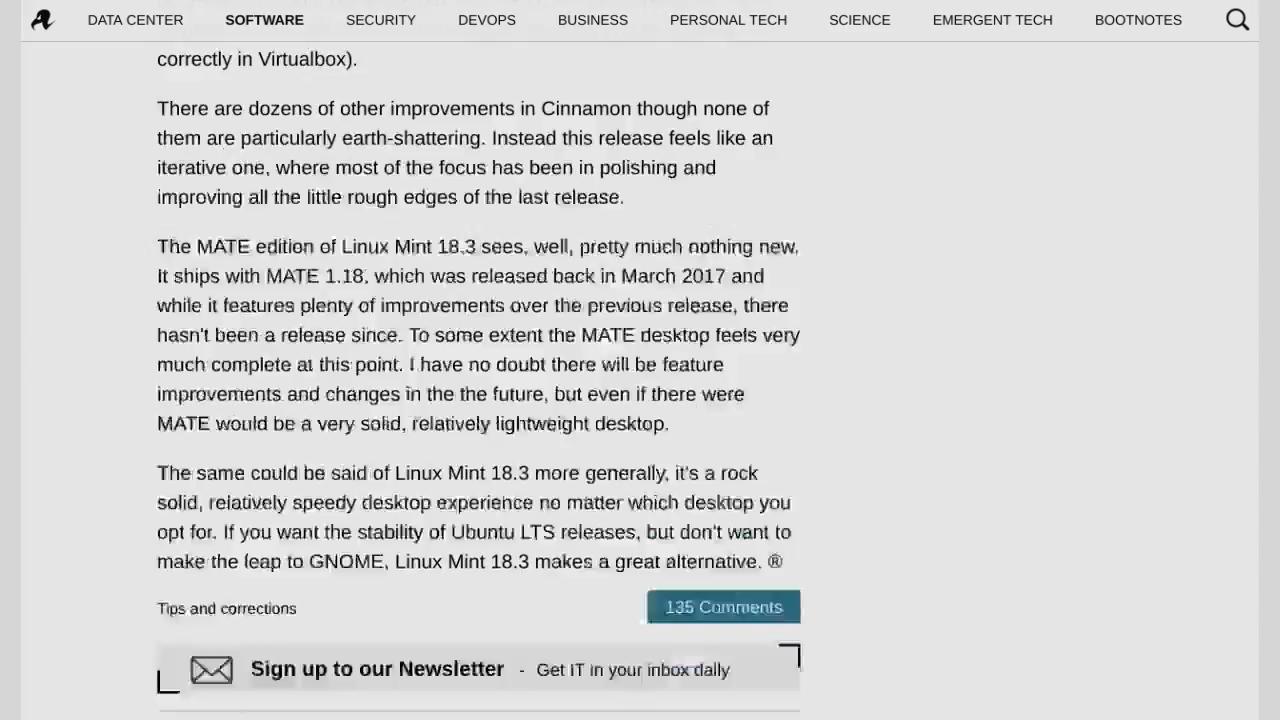 DATA CENTER SOFTWARE SECURITY DEVOPS BUSINESS PERSONAL TECH SCIENCE EMERGENT TECH BOOTNOTES
correctly in Virtualbox).
There are dozens of other improvements in Cinnamon though none of
them are particularly earth-shattering. Instead this release feels like an
iterative one, where most of the focus has been in polishing and
improving all the little rough edges of the last release.
The MATE edition of Linux Mint 18.3 sees, well, pretty much nothing new.
It ships with MATE 1.18, which was released back in March 2017 and
while it features plenty of improvements over the previous release, there
hasn't been a release since. To some extent the MATE desktop feels very
much complete at this point. I have no doubt there will be feature
improvements and changes in the the future, but even if there were
MATE would be a very solid, relatively lightweight desktop.
The same could be said of Linux Mint 18.3 more generally, it's a rock
solid, relatively speedy desktop experience no matter which desktop you
opt for. If you want the stability of Ubuntu LTS releases, but don't want to
make the leap to GNOME, Linux Mint 18.3 makes a great alternative. ®
Tips and corrections
135 Comments
Sign up to our Newsletter - Get IT in your inbox daily